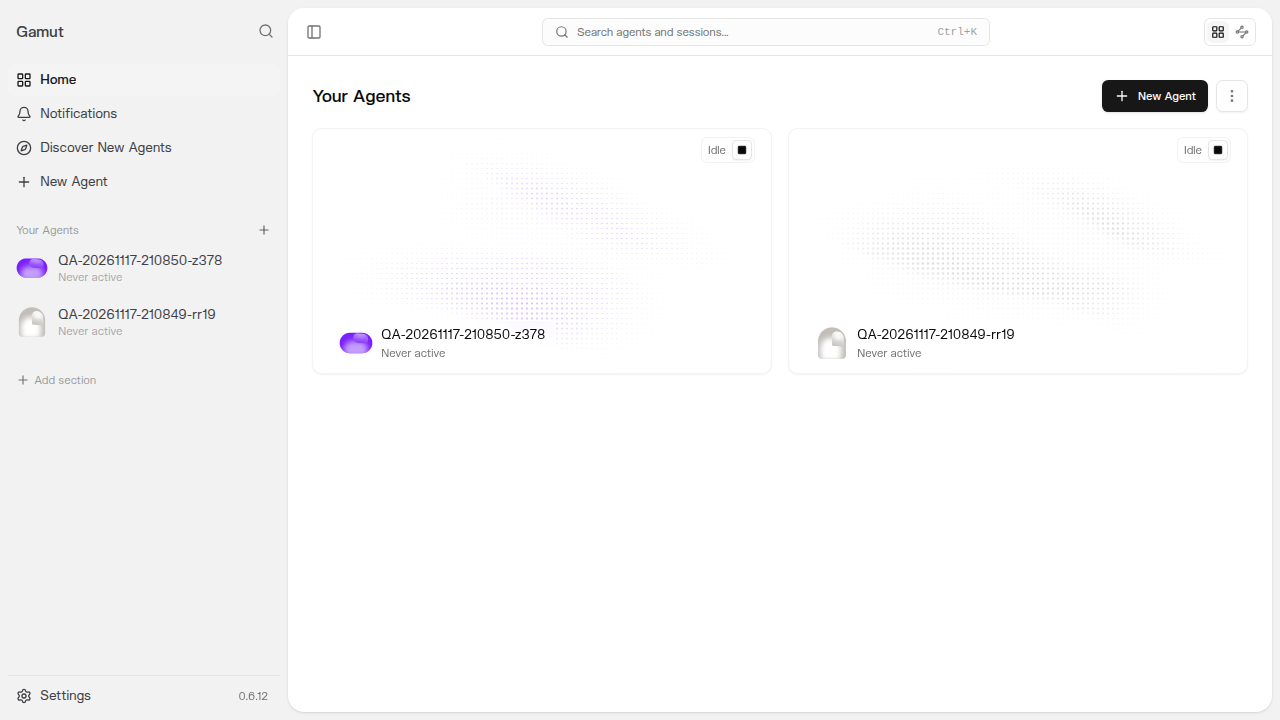 Gamut
Home
Notifications
Discover New Agents
New Agent
Your Agents
QA-20261117-210850-z378
Never active
QA-20261117-210849-rr19
Never active
Add section
Settings
0.6.12
Search agents and sessions...
Ctrl+K
Your Agents
New Agent
Idle
QA-20261117-210850-z378
Never active
Idle
QA-20261117-210849-rr19
Never active